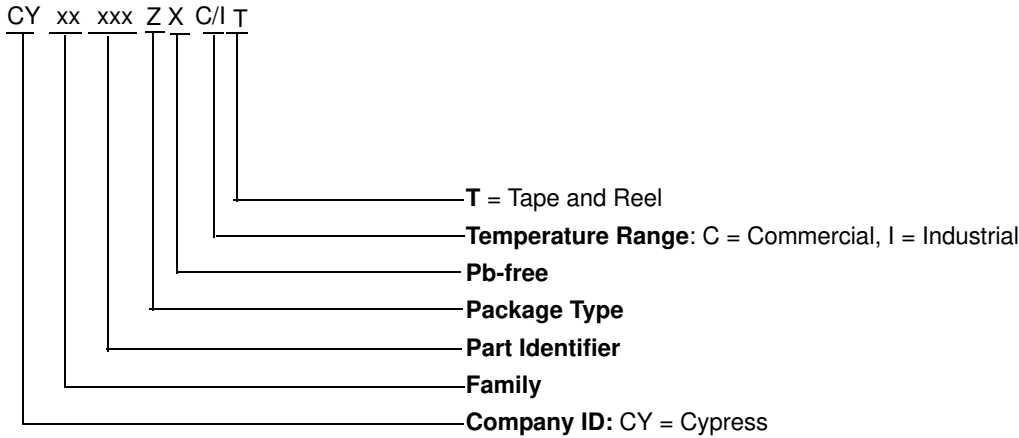 CY xx xxx Z X C/I T
T = Tape and Reel
Temperature Range: C = Commercial, I = Industrial
Pb-free
Package Type
Part Identifier
Family
Company ID: CY = Cypress